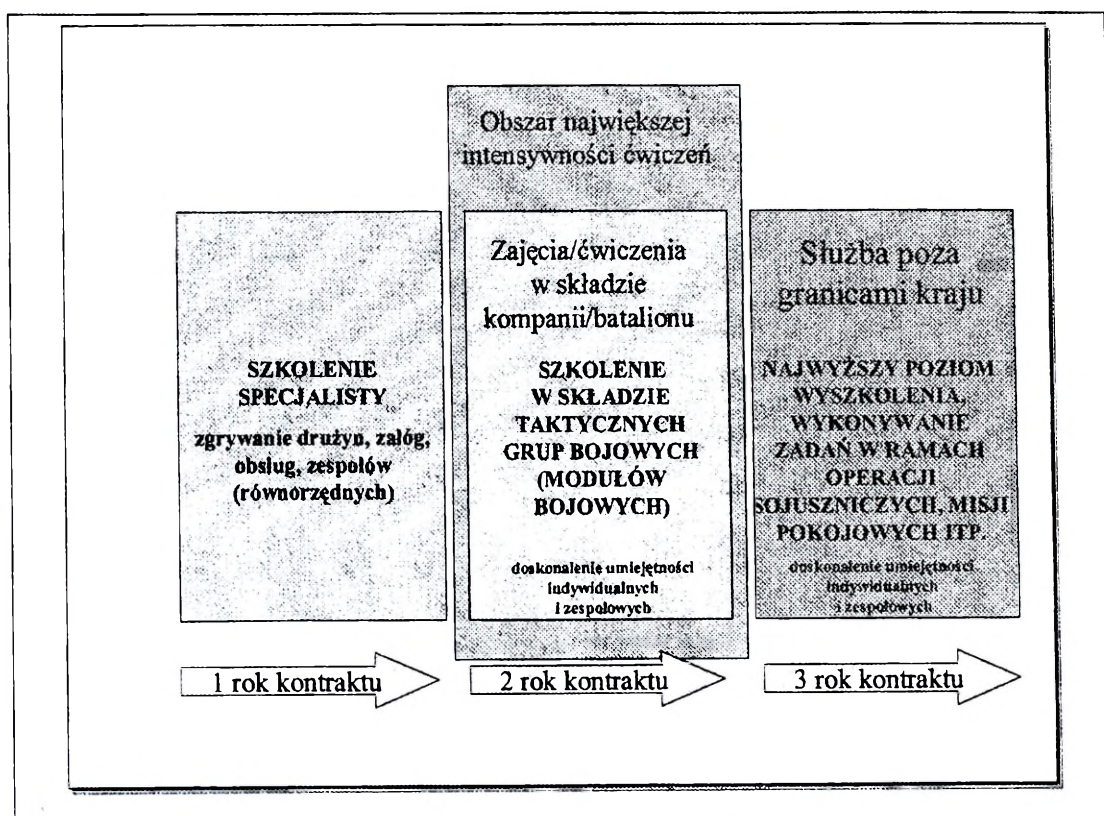 Obszar największej
intensywności ćwiczeń
SZKOLENIE
SPECJALISTY
zgrywanie drużyn, załóg,
obsług, zespołów
(równorzędnych)
Zajęcia/ćwiczenia
w składzie
kompanii/batalionu
SZKOLENIE
W SKŁADZIE
TAKTYCZNYCH
GRUP BOJOWYCH
(MODUŁÓW
BOJOWYCH)
doskonalenie umiejętności
indywidualnych
i zespołowych
Służba poza
granicami kraju
NAJWYŻSZY POZIOM
WYSZKOLENIA,
WYKONYWANIE
ZADAŃ W RAMACH
OPERACJI
SOJUSZNICZYCH, MISJI
POKOJOWYCH ITP.
doskonalenie umiejętności
indywidualnych
i zespołowych
1 rok kontraktu
2 rok kontraktu
3 rok kontraktu